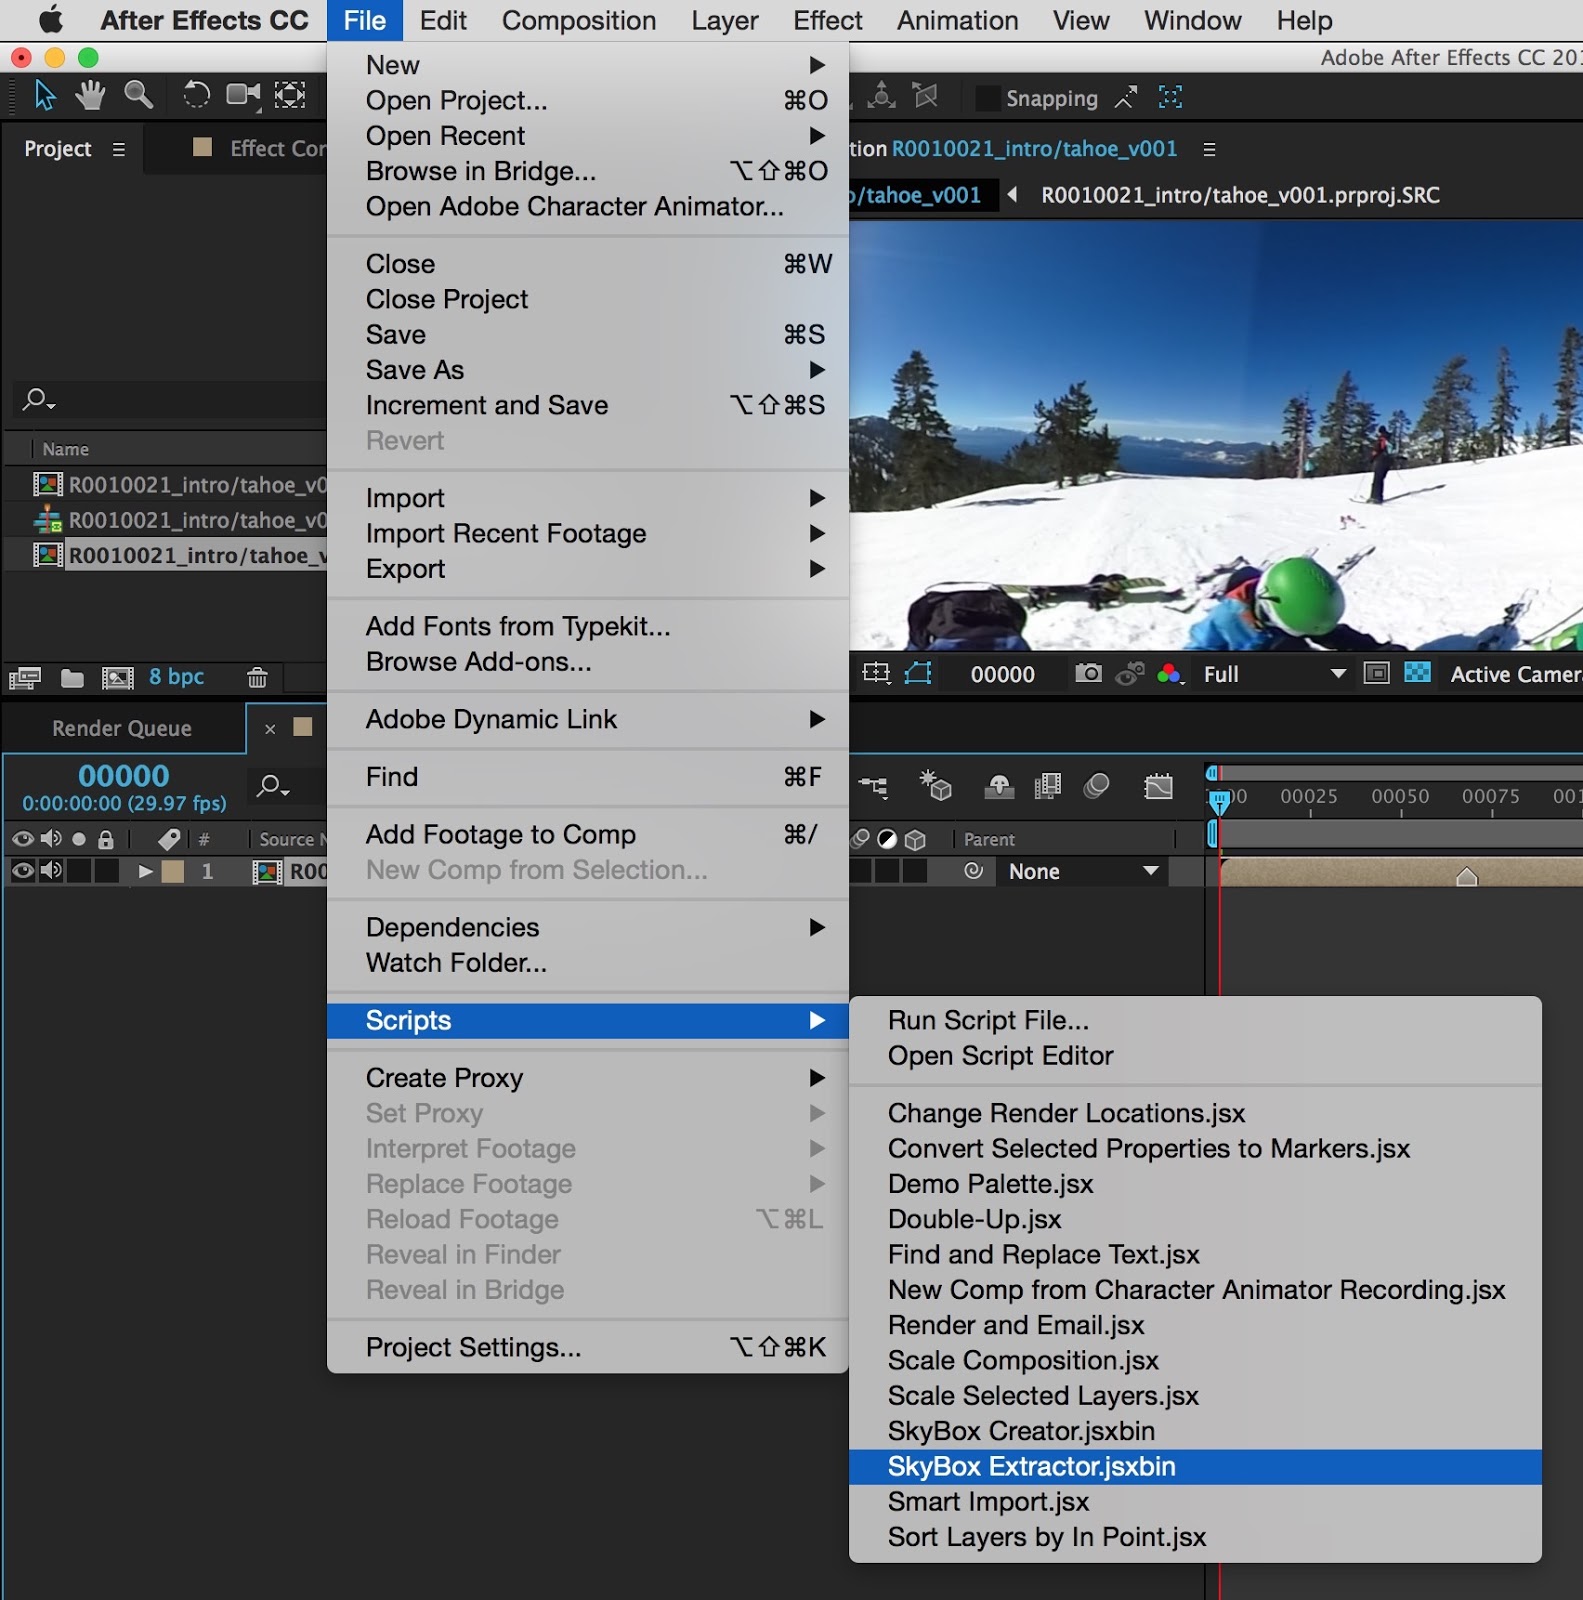 After Effects CC File Edit Composition Layer Effect Animation View Window Help
Adobe After Effects CC 201
Snapping
Project Effect Con
tion R0010021_intro/tahoe_v001
o/tahoe_v001 R0010021_intro/tahoe_v001.prproj.SRC
Name
R0010021_intro/tahoe_v0
R0010021_intro/tahoe_v0
R0010021_intro/tahoe_v
8 bpc
New
Open Project... ⌘O
Open Recent
Browse in Bridge... ⌥⇧⌘O
Open Adobe Character Animator...
Close ⌘W
Close Project
Save ⌘S
Save As
Increment and Save ⌥⇧⌘S
Revert
Import
Import Recent Footage
Export
Add Fonts from Typekit...
Browse Add-ons...
Adobe Dynamic Link
Find ⌘F
Add Footage to Comp ⌘/
New Comp from Selection...
Dependencies
Watch Folder...
Scripts
Create Proxy
Set Proxy
Interpret Footage
Replace Footage
Reload Footage ⌥⌘L
Reveal in Finder
Reveal in Bridge
Project Settings... ⌥⇧⌘K
Run Script File...
Open Script Editor
Change Render Locations.jsx
Convert Selected Properties to Markers.jsx
Demo Palette.jsx
Double-Up.jsx
Find and Replace Text.jsx
New Comp from Character Animator Recording.jsx
Render and Email.jsx
Scale Composition.jsx
Scale Selected Layers.jsx
SkyBox Creator.jsxbin
SkyBox Extractor.jsxbin
Smart Import.jsx
Sort Layers by In Point.jsx
00000 Full Active Camera
Render Queue
00000
0:00:00:00 (29.97 fps)
00 00025 00050 00075 001
# Source N Parent
1 R00 None